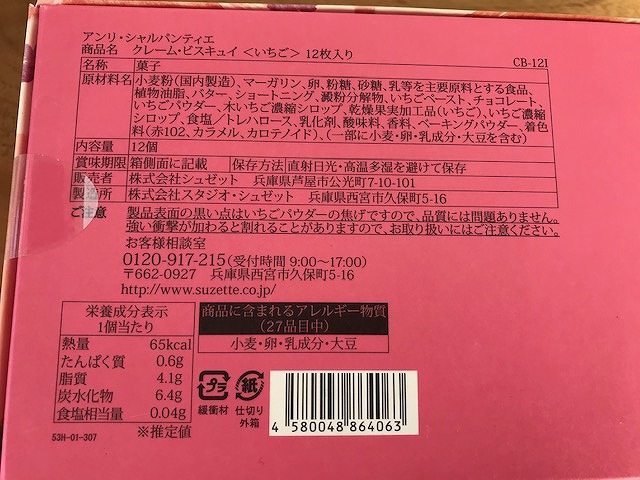 アンリ・シャルパンティエ
商品名 クレーム・ビスキュイ〈いちご〉12枚入り CB-12I
名称 菓子
原材料名 小麦粉(国内製造)、マーガリン、卵、粉糖、砂糖、乳等を主要原料とする食品、
植物油脂、バター、ショートニング、澱粉分解物、いちごペースト、チョコレート、
いちごパウダー、木いちご濃縮シロップ、乾燥果実加工品(いちご)、いちご濃縮
シロップ、食塩／トレハロース、乳化剤、酸味料、香料、ベーキングパウダー、着色
料(赤102、カラメル、カロテノイド)、(一部に小麦・卵・乳成分・大豆を含む)
内容量 12個
賞味期限 箱側面に記載 保存方法 直射日光・高温多湿を避けて保存
販売者 株式会社シュゼット 兵庫県芦屋市公光町7-10-101
製造所 株式会社スタジオ・シュゼット 兵庫県西宮市久保町5-16
ご注意 製品表面の黒い点はいちごパウダーの焦げですので、品質には問題ありません。
強い衝撃が加わると割れることがありますので、お取り扱いにはご注意ください。
お客様相談室
0120-917-215(受付時間 9:00〜17:00)
〒662-0927 兵庫県西宮市久保町5-16
http://www.suzette.co.jp/
栄養成分表示
1個当たり
熱量 65kcal
たんぱく質 0.6g
脂質 4.1g
炭水化物 6.4g
食塩相当量 0.04g
※推定値
53H-01-307
商品に含まれるアレルギー物質
(27品目中)
小麦・卵・乳成分・大豆
プラ 紙
緩衝材 仕切り
外箱
4 580048 864063